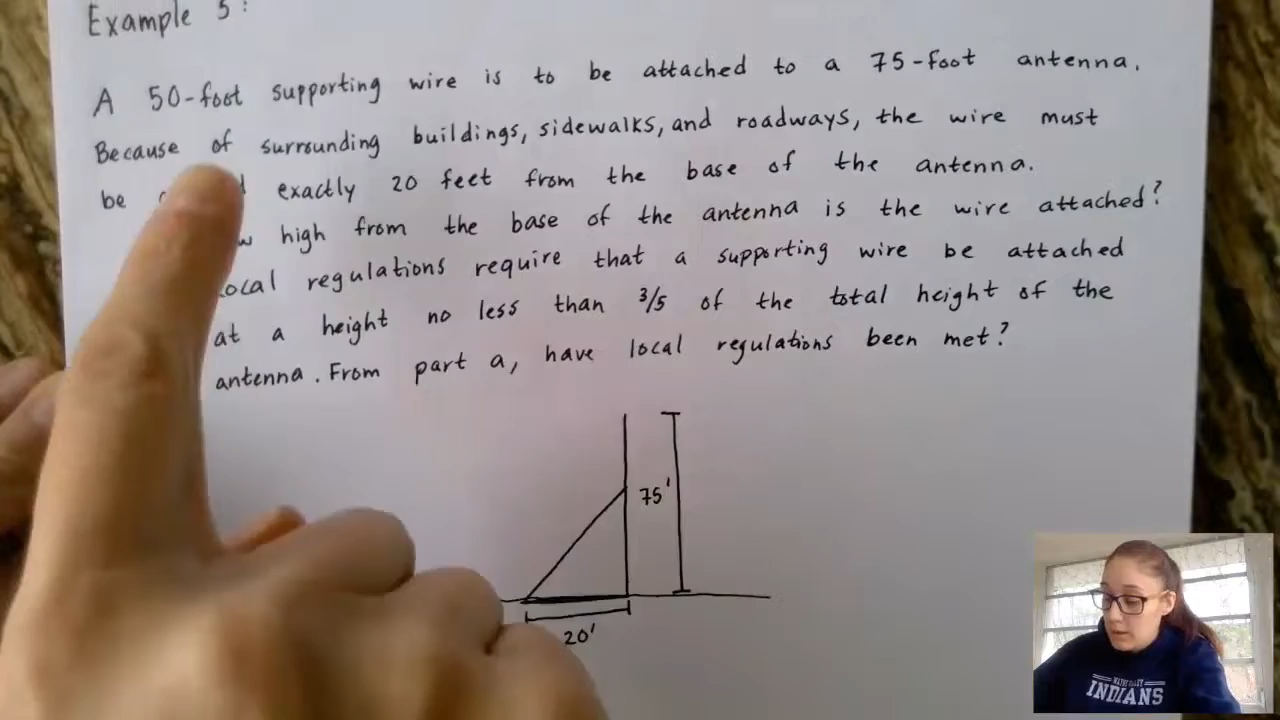 Example 5:
A 50-foot supporting wire is to be attached to a 75-foot antenna.
Because of surrounding buildings, sidewalks, and roadways, the wire must
be exactly 20 feet from the base of the antenna.
high from the base of the antenna is the wire attached?
local regulations require that a supporting wire be attached
at a height no less than 3/5 of the total height of the
antenna. From part a, have local regulations been met?
75'
20'
INDIANS